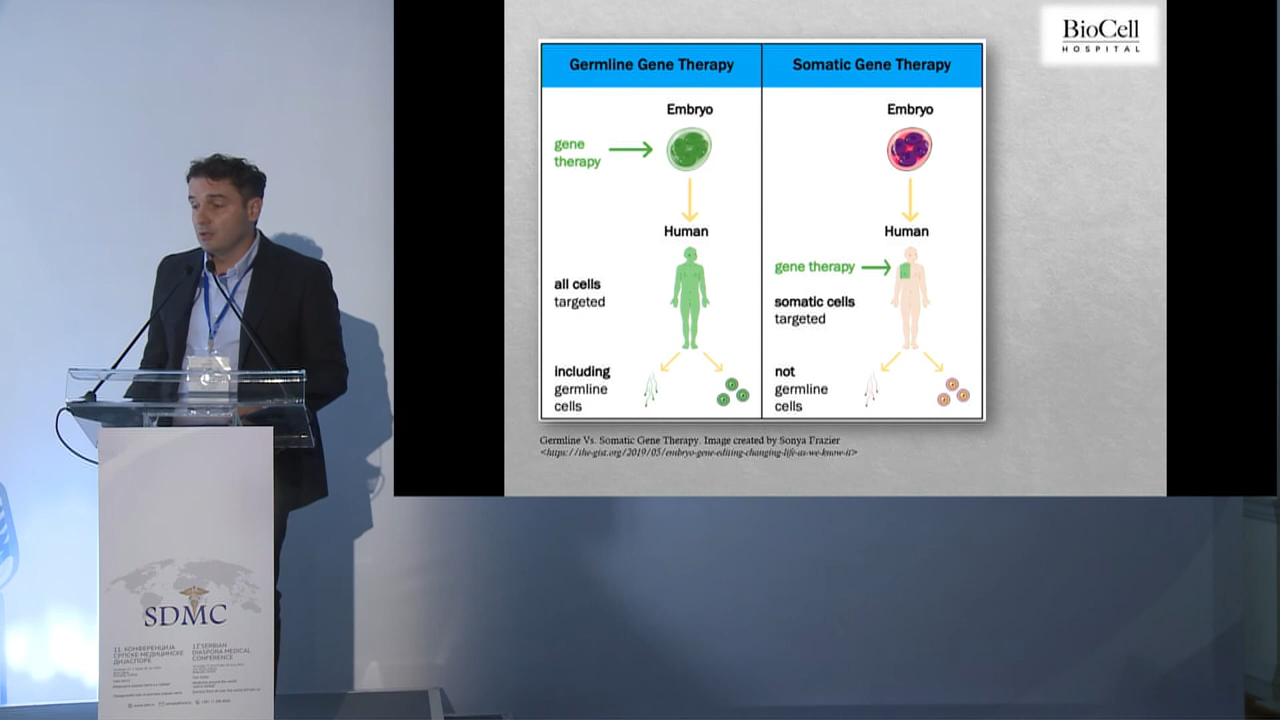 BioCell
HOSPITAL
Germline Gene Therapy
Somatic Gene Therapy
Embryo
gene
therapy
Human
all cells
targeted
including
germline
cells
Embryo
Human
gene therapy
somatic cells
targeted
not
germline
cells
Germline Vs. Somatic Gene Therapy. Image created by Sonya Frazier
<https://the-gist.org/2019/05/embryo-gene-editing-changing-life-as-we-know-it>
SDMC
11. КОНФЕРЕНЦИЈА
СРПСКЕ МЕДИЦИНСКЕ
ДИЈАСПОРЕ
SERBIAN
DIASPORA MEDICAL
CONFERENCE